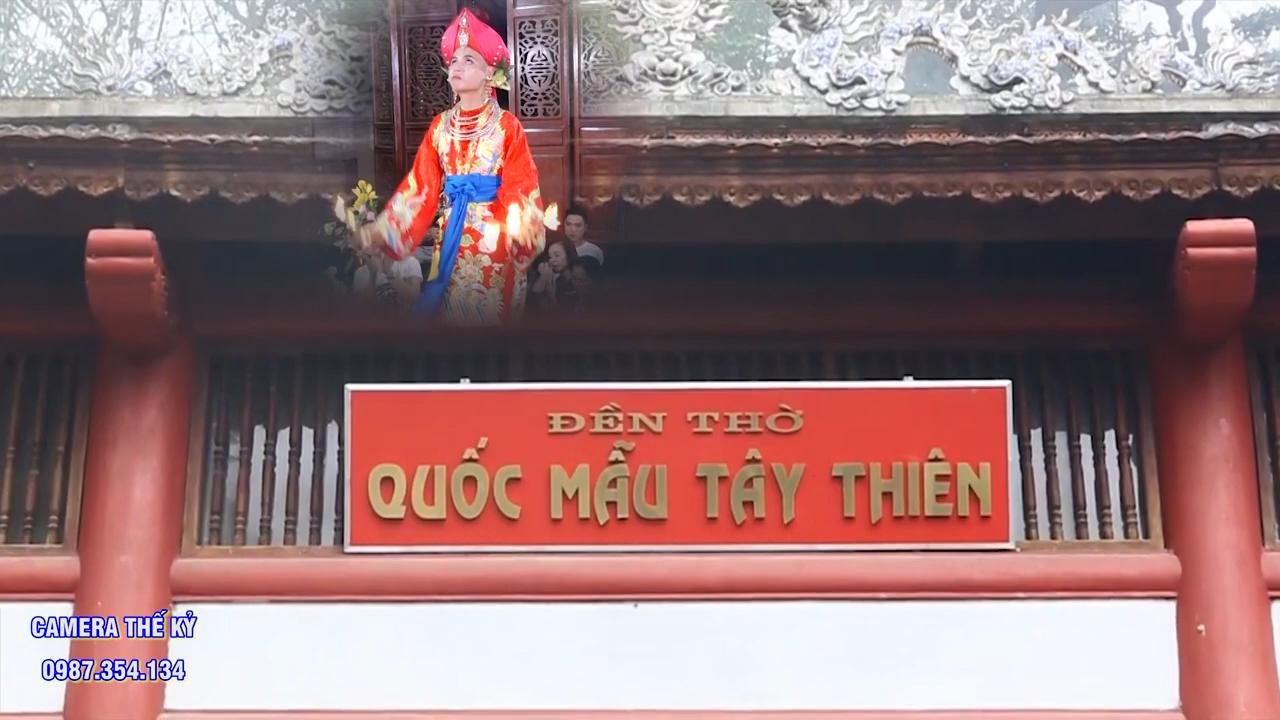 ĐỀN THỜ
QUỐC MẪU TÂY THIÊN
CAMERA THẾ KỶ
0987.354.134